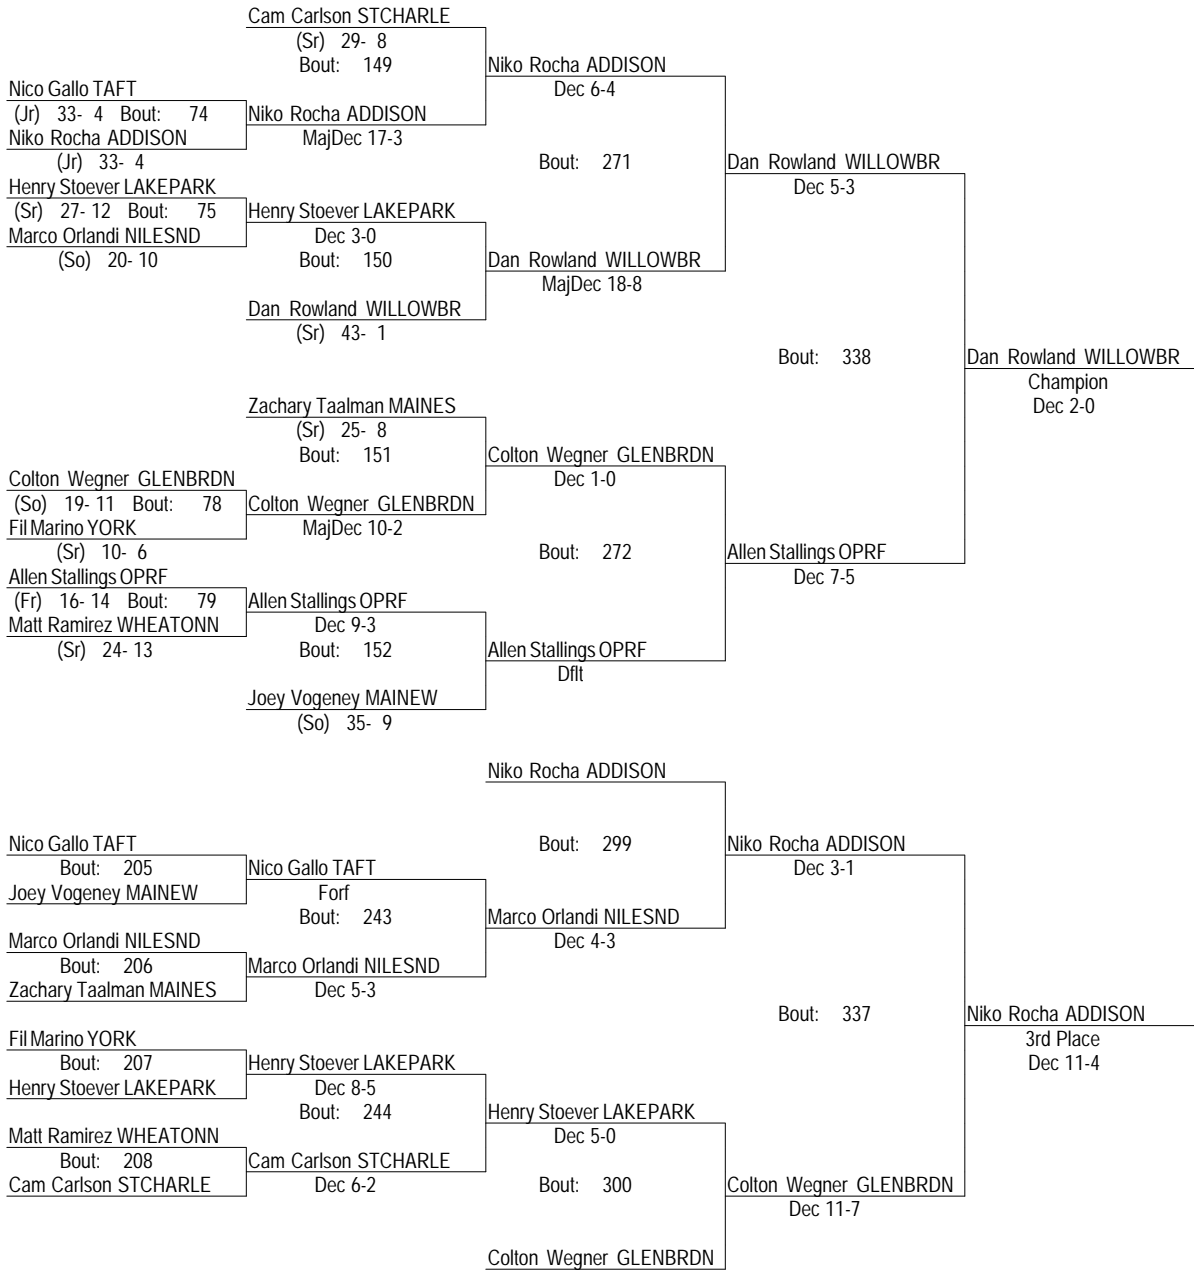 Cam Carlson STCHARLE
(Sr) 29- 8
Bout: 149
Niko Rocha ADDISON
Dec 6-4
Nico Gallo TAFT
(Jr) 33- 4 Bout: 74
Niko Rocha ADDISON
Niko Rocha ADDISON
MajDec 17-3
(Jr) 33- 4
Bout: 271
Dan Rowland WILLOWBR
Dec 5-3
Henry Stoever LAKEPARK
(Sr) 27- 12 Bout: 75
Henry Stoever LAKEPARK
Marco Orlandi NILESND
Dec 3-0
(So) 20- 10
Bout: 150
Dan Rowland WILLOWBR
MajDec 18-8
Dan Rowland WILLOWBR
(Sr) 43- 1
Bout: 338
Dan Rowland WILLOWBR
Champion
Dec 2-0
Zachary Taalman MAINES
(Sr) 25- 8
Bout: 151
Colton Wegner GLENBRDN
Dec 1-0
Colton Wegner GLENBRDN
(So) 19- 11 Bout: 78
Colton Wegner GLENBRDN
Fil Marino YORK
MajDec 10-2
(Sr) 10- 6
Bout: 272
Allen Stallings OPRF
Dec 7-5
Allen Stallings OPRF
(Fr) 16- 14 Bout: 79
Allen Stallings OPRF
Matt Ramirez WHEATONN
Dec 9-3
(Sr) 24- 13
Bout: 152
Allen Stallings OPRF
Dflt
Joey Vogeney MAINEW
(So) 35- 9
Niko Rocha ADDISON
Bout: 299
Niko Rocha ADDISON
Dec 3-1
Nico Gallo TAFT
Bout: 205
Nico Gallo TAFT
Joey Vogeney MAINEW
Forf
Bout: 243
Marco Orlandi NILESND
Dec 4-3
Marco Orlandi NILESND
Bout: 206
Marco Orlandi NILESND
Zachary Taalman MAINES
Dec 5-3
Bout: 337
Niko Rocha ADDISON
3rd Place
Dec 11-4
Fil Marino YORK
Bout: 207
Henry Stoever LAKEPARK
Henry Stoever LAKEPARK
Dec 8-5
Bout: 244
Henry Stoever LAKEPARK
Dec 5-0
Matt Ramirez WHEATONN
Bout: 208
Cam Carlson STCHARLE
Cam Carlson STCHARLE
Dec 6-2
Bout: 300
Colton Wegner GLENBRDN
Dec 11-7
Colton Wegner GLENBRDN